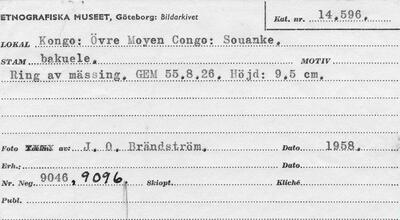 ETNOGRAFISKA MUSEET, Göteborg: Bildarkivet
Kat. nr. 14,596.
LOKAL Kongo: Övre Moyen Congo: Souanke.
STAM bakuele. MOTIV
Ring av mässing. GEM 55.8.26. Höjd: 9,5 cm.
Foto av: J. O. Brändström. Dato 1958.
Erh.: Dato
Nr. Neg. 9046, 9096. Skiopt. Kliché
Publ.